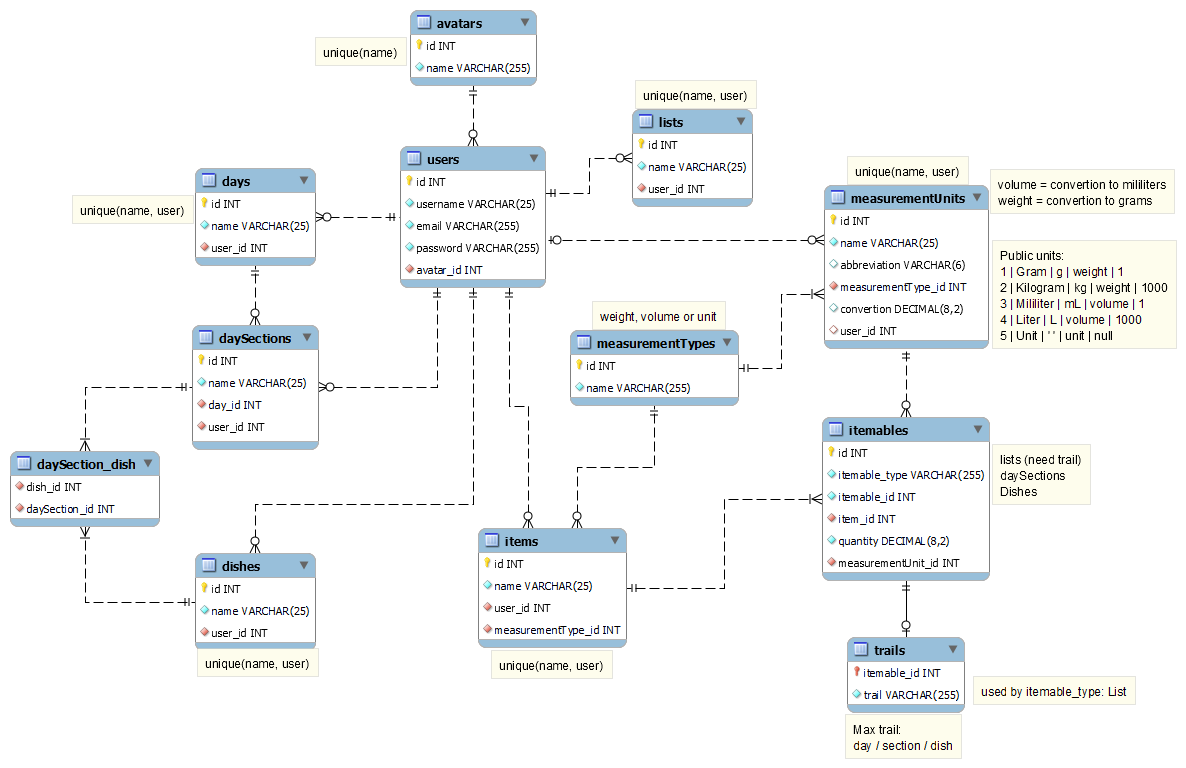 avatars
id INT
name VARCHAR(255)
unique(name)
unique(name, user)
lists
id INT
name VARCHAR(25)
user_id INT
users
id INT
username VARCHAR(25)
email VARCHAR(255)
password VARCHAR(255)
avatar_id INT
days
id INT
name VARCHAR(25)
user_id INT
unique(name, user)
unique(name, user)
measurementUnits
id INT
name VARCHAR(25)
abbreviation VARCHAR(6)
measurementType_id INT
convertion DECIMAL(8,2)
user_id INT
volume = convertion to mililiters
weight = convertion to grams
Public units:
1 | Gram | g | weight | 1
2 | Kilogram | kg | weight | 1000
3 | Mililiter | mL | volume | 1
4 | Liter | L | volume | 1000
5 | Unit | ' ' | unit | null
daySections
id INT
name VARCHAR(25)
day_id INT
user_id INT
weight, volume or unit
measurementTypes
id INT
name VARCHAR(255)
daySection_dish
dish_id INT
daySection_id INT
itemables
id INT
itemable_type VARCHAR(255)
itemable_id INT
item_id INT
quantity DECIMAL(8,2)
measurementUnit_id INT
lists (need trail)
daySections
Dishes
dishes
id INT
name VARCHAR(25)
user_id INT
unique(name, user)
items
id INT
name VARCHAR(25)
user_id INT
measurementType_id INT
unique(name, user)
trails
itemable_id INT
trail VARCHAR(255)
used by itemable_type: List
Max trail:
day / section / dish